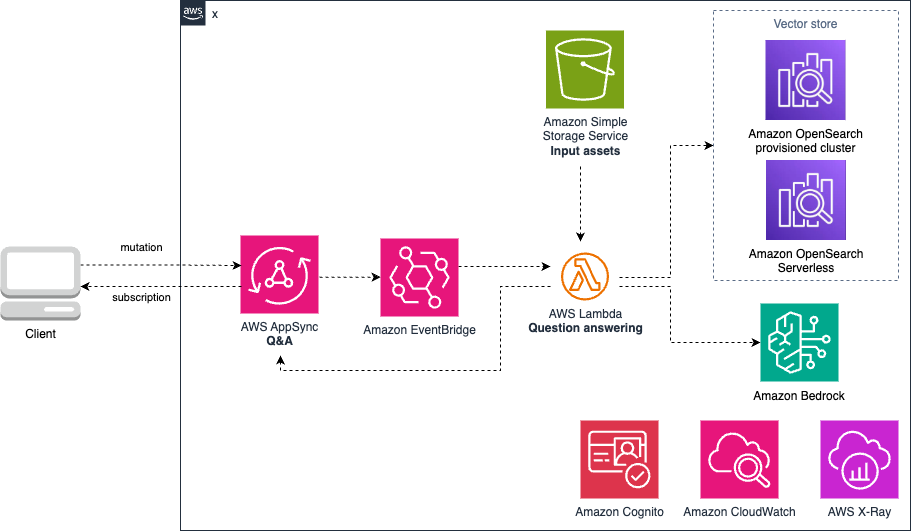 aws
x
Vector store
Amazon OpenSearch
provisioned cluster
Amazon OpenSearch
Serverless
Amazon Simple
Storage Service
Input assets
mutation
subscription
Client
AWS AppSync
Q&A
Amazon EventBridge
AWS Lambda
Question answering
Amazon Bedrock
Amazon Cognito
Amazon CloudWatch
AWS X-Ray